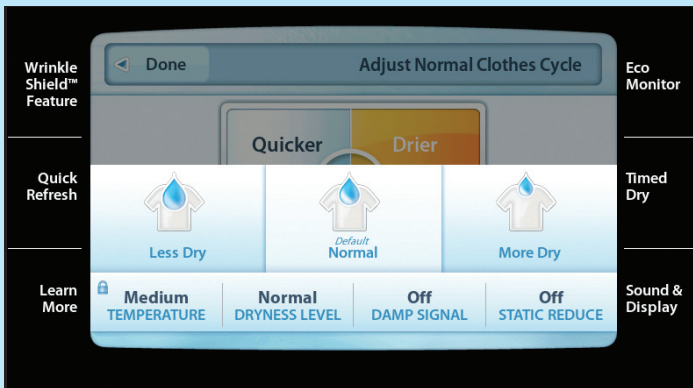 Wrinkle
Shield™
Feature
Quick
Refresh
Learn
More
Done
Adjust Normal Clothes Cycle
Quicker
Drier
Less Dry
Default
Normal
More Dry
Medium
TEMPERATURE
Normal
DRYNESS LEVEL
Off
DAMP SIGNAL
Off
STATIC REDUCE
Eco
Monitor
Timed
Dry
Sound &
Display